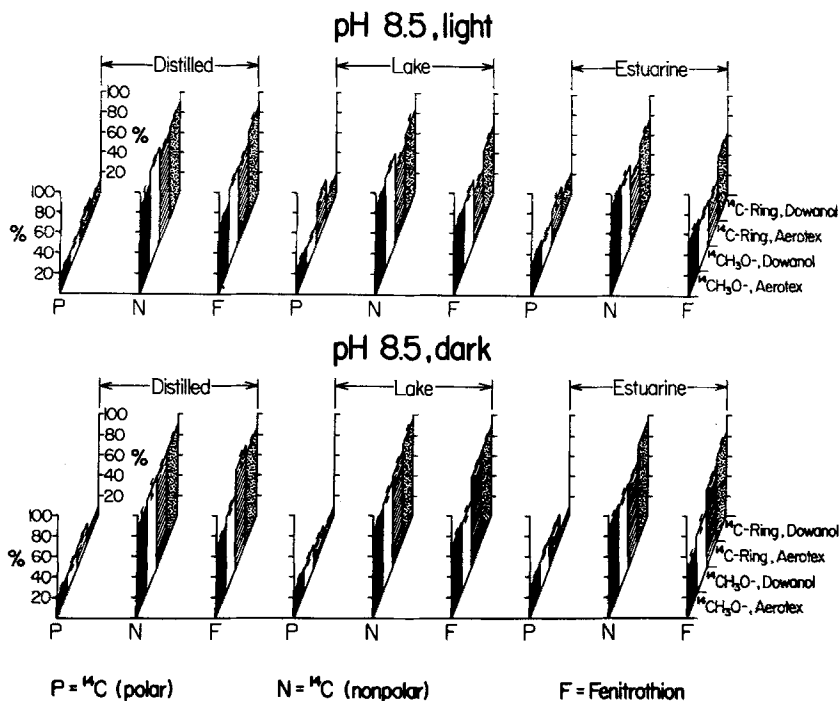 pH 8.5, light
Distilled Lake Estuarine
100
80
60
40
20
%
100
80
60
40
20
%
¹⁴C-Ring, Dowanol
¹⁴C-Ring, Aerotex
¹⁴CH₃O-, Dowanol
¹⁴CH₃O-, Aerotex
P N F P N F P N F
pH 8.5, dark
Distilled Lake Estuarine
100
80
60
40
20
%
100
80
60
40
20
%
¹⁴C-Ring, Dowanol
¹⁴C-Ring, Aerotex
¹⁴CH₃O-, Dowanol
¹⁴CH₃O-, Aerotex
P N F P N F P N F
P = ¹⁴C (polar) N = ¹⁴C (nonpolar) F = Fenitrothion